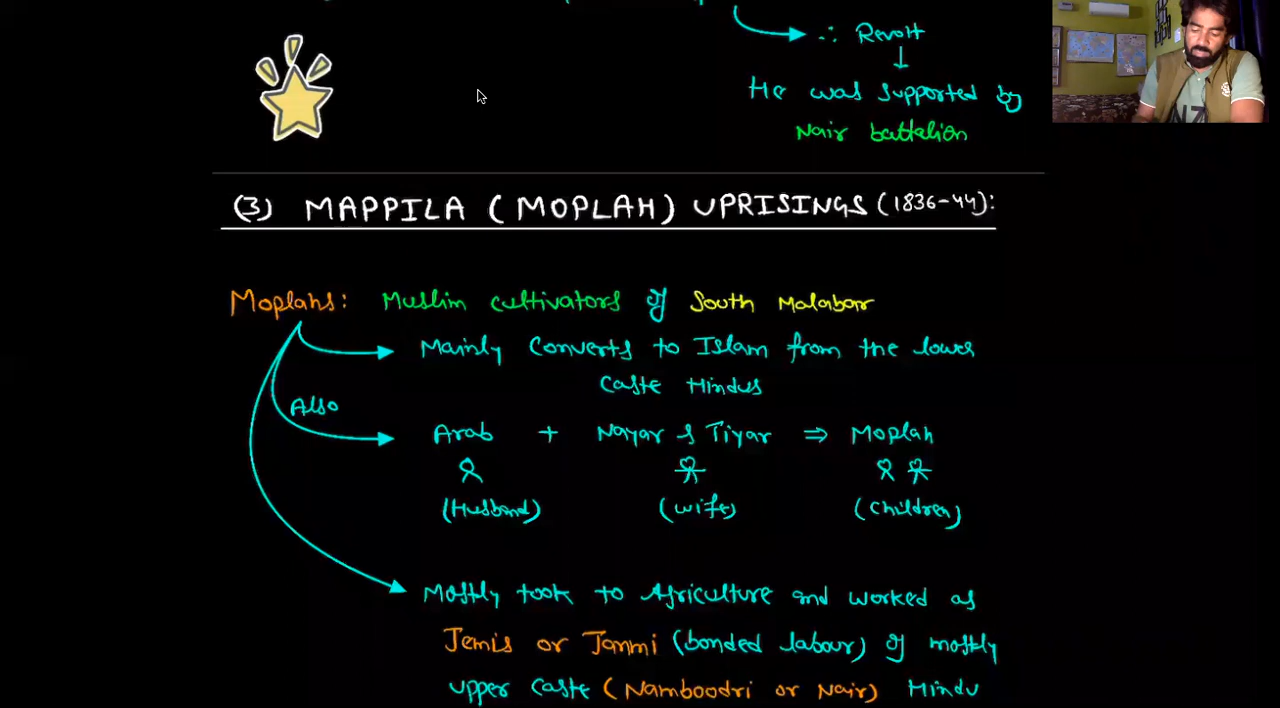 ∴ Revolt
He was supported by
Nair battalion
(3) MAPPILA (MOPLAH) UPRISINGS (1836-44):
Moplahs: Muslim cultivators of South Malabar
Mainly converts to Islam from the lower
caste Hindus
Also
Arab + Nayar & Tiyar ⇒ Moplah
(Husband) (wife) (children)
Mostly took to Agriculture and worked as
Jemis or Janmi (bonded labour) of mostly
upper caste (Namboodri or Nair) Hindu